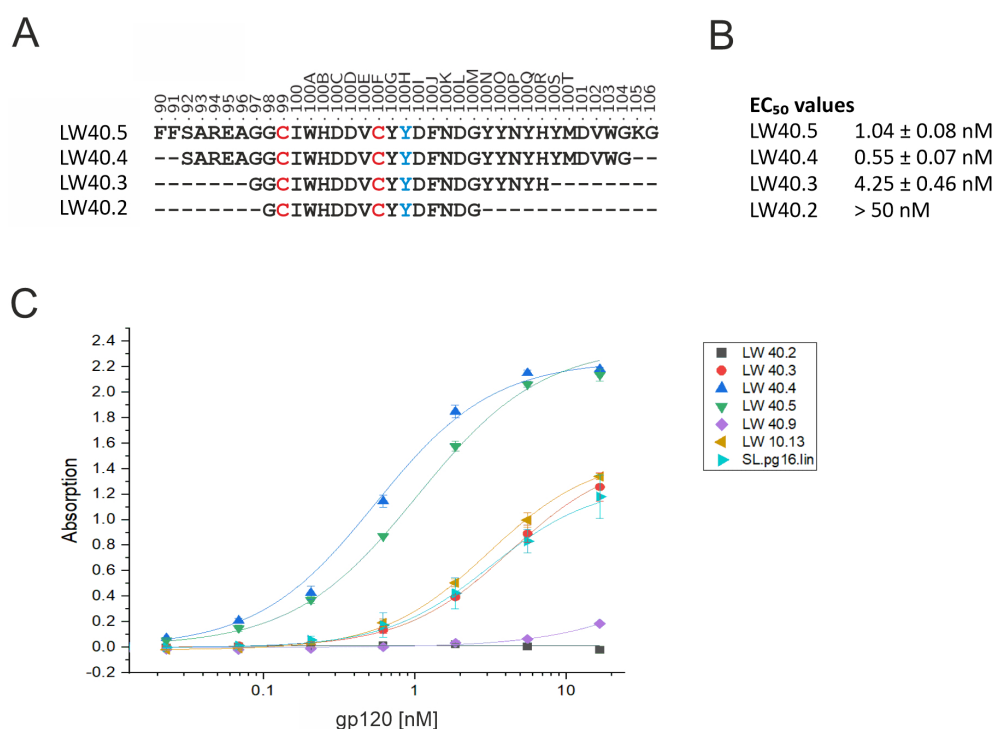 A
90 91 92 93 94 95 96 97 98 99 100 100A 100B 100C 100D 100E 100F 100G 100H 100I 100J 100K 100L 100M 100N 100O 100P 100Q 100R 100S 100T 101 102 103 104 105 106
LW40.5 FFSAREAGGCIWHDDVCYYDFNDGYYNYHYMDVWGKG
LW40.4 --SAREAGGCIWHDDVCYYDFNDGYYNYHYMDVWG--
LW40.3 -------GGCIWHDDVCYYDFNDGYYNYH--------
LW40.2 --------GCIWHDDVCYYDFNDG-------------
B
EC₅₀ values
LW40.5 1.04 ± 0.08 nM
LW40.4 0.55 ± 0.07 nM
LW40.3 4.25 ± 0.46 nM
LW40.2 > 50 nM
C
Absorption
2.4
2.2
2.0
1.8
1.6
1.4
1.2
1.0
0.8
0.6
0.4
0.2
0.0
-0.2
0.1 1 10
gp120 [nM]
LW 40.2
LW 40.3
LW 40.4
LW 40.5
LW 40.9
LW 10.13
SL.pg16.lin